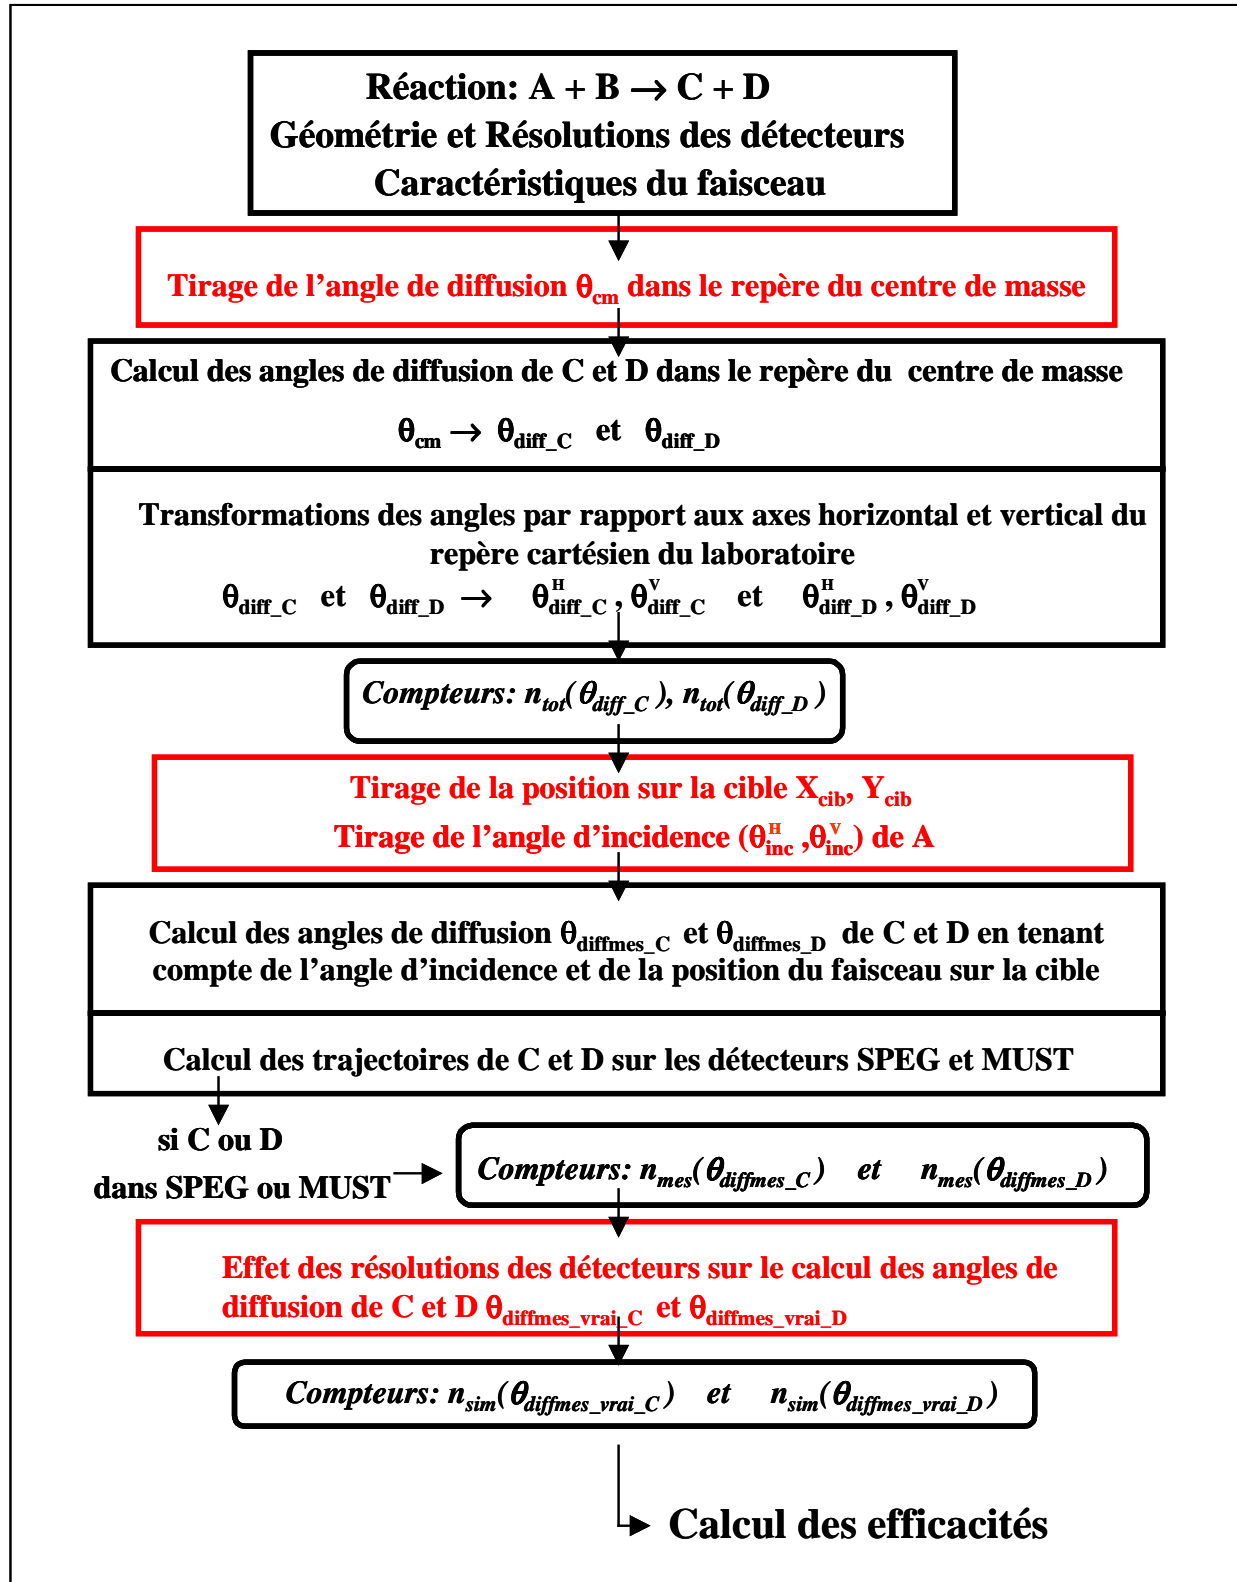 Réaction: A + B → C + D
Géométrie et Résolutions des détecteurs
Caractéristiques du faisceau
Tirage de l’angle de diffusion θcm dans le repère du centre de masse
Calcul des angles de diffusion de C et D dans le repère du centre de masse
θcm → θdiff_C et θdiff_D
Transformations des angles par rapport aux axes horizontal et vertical du
repère cartésien du laboratoire
θdiff_C et θdiff_D → θ^H diff_C , θ^V diff_C et θ^H diff_D , θ^V diff_D
Compteurs: ntot(θdiff_C ), ntot(θdiff_D )
Tirage de la position sur la cible Xcib, Ycib
Tirage de l’angle d’incidence (θ^H inc ,θ^V inc) de A
Calcul des angles de diffusion θdiffmes_C et θdiffmes_D de C et D en tenant
compte de l’angle d’incidence et de la position du faisceau sur la cible
Calcul des trajectoires de C et D sur les détecteurs SPEG et MUST
si C ou D
dans SPEG ou MUST
Compteurs: nmes(θdiffmes_C) et nmes(θdiffmes_D)
Effet des résolutions des détecteurs sur le calcul des angles de
diffusion de C et D θdiffmes_vrai_C et θdiffmes_vrai_D
Compteurs: nsim(θdiffmes_vrai_C) et nsim(θdiffmes_vrai_D)
Calcul des efficacités